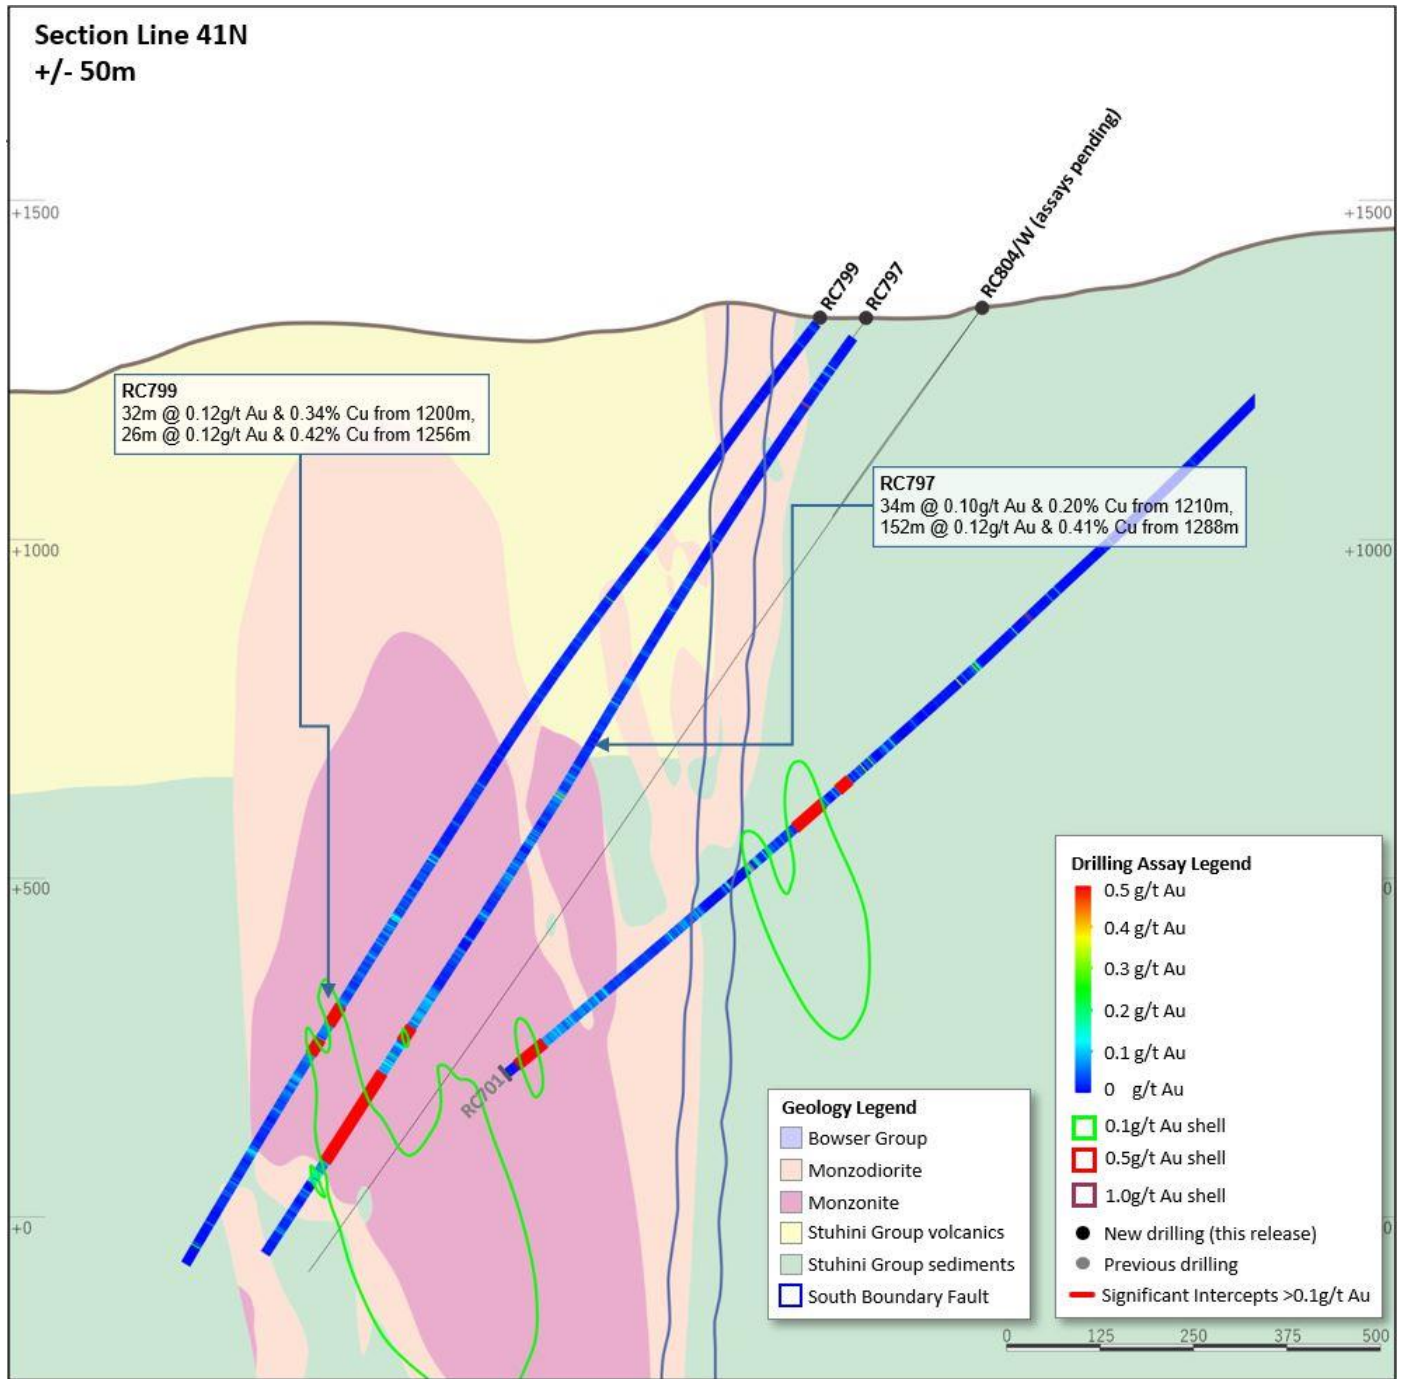 Section Line 41N
+/- 50m
RC804/W (assays pending)
+1500
+1500
RC799
RC797
RC799
32m @ 0.12g/t Au & 0.34% Cu from 1200m,
26m @ 0.12g/t Au & 0.42% Cu from 1256m
RC797
34m @ 0.10g/t Au & 0.20% Cu from 1210m,
152m @ 0.12g/t Au & 0.41% Cu from 1288m
+1000
+1000
+500
0
Drilling Assay Legend
0.5 g/t Au
0.4 g/t Au
0.3 g/t Au
0.2 g/t Au
0.1 g/t Au
0 g/t Au
0.1g/t Au shell
0.5g/t Au shell
1.0g/t Au shell
New drilling (this release)
Previous drilling
Significant Intercepts >0.1g/t Au
RC701
Geology Legend
Bowser Group
Monzodiorite
Monzonite
Stuhini Group volcanics
Stuhini Group sediments
South Boundary Fault
+0
0
0 125 250 375 500